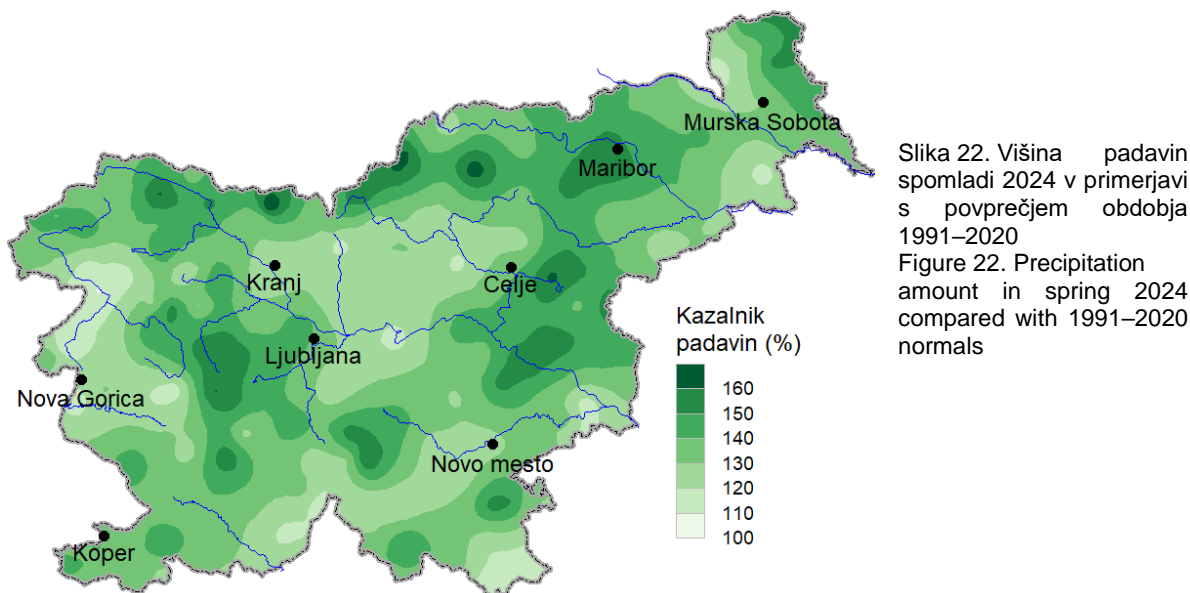 Murska Sobota
Maribor
Kranj
Celje
Ljubljana
Nova Gorica
Novo mesto
Koper
Kazalnik
padavin (%)
160
150
140
130
120
110
100
Slika 22. Višina padavin
spomladi 2024 v primerjavi
s povprečjem obdobja
1991–2020
Figure 22. Precipitation
amount in spring 2024
compared with 1991–2020
normals